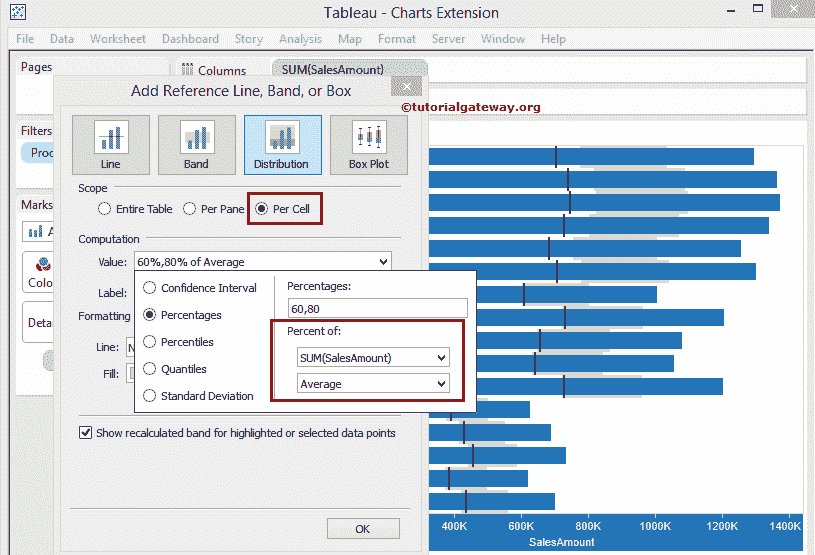 Tableau - Charts Extension
File Data Worksheet Dashboard Story Analysis Map Format Server Window Help
Pages
Columns
SUM(SalesAmount)
Add Reference Line, Band, or Box
©tutorialgateway.org
Filters
Line
Band
Distribution
Box Plot
Scope
Entire Table
Per Pane
Per Cell
Marks
Computation
Value: 60%,80% of Average
Label:
Confidence Interval
Percentages
Percentiles
Quantiles
Standard Deviation
Percentages:
60,80
Percent of:
SUM(SalesAmount)
Average
Formatting
Line:
Fill:
Show recalculated band for highlighted or selected data points
OK
400K 600K 800K 1000K 1200K 1400K
SalesAmount